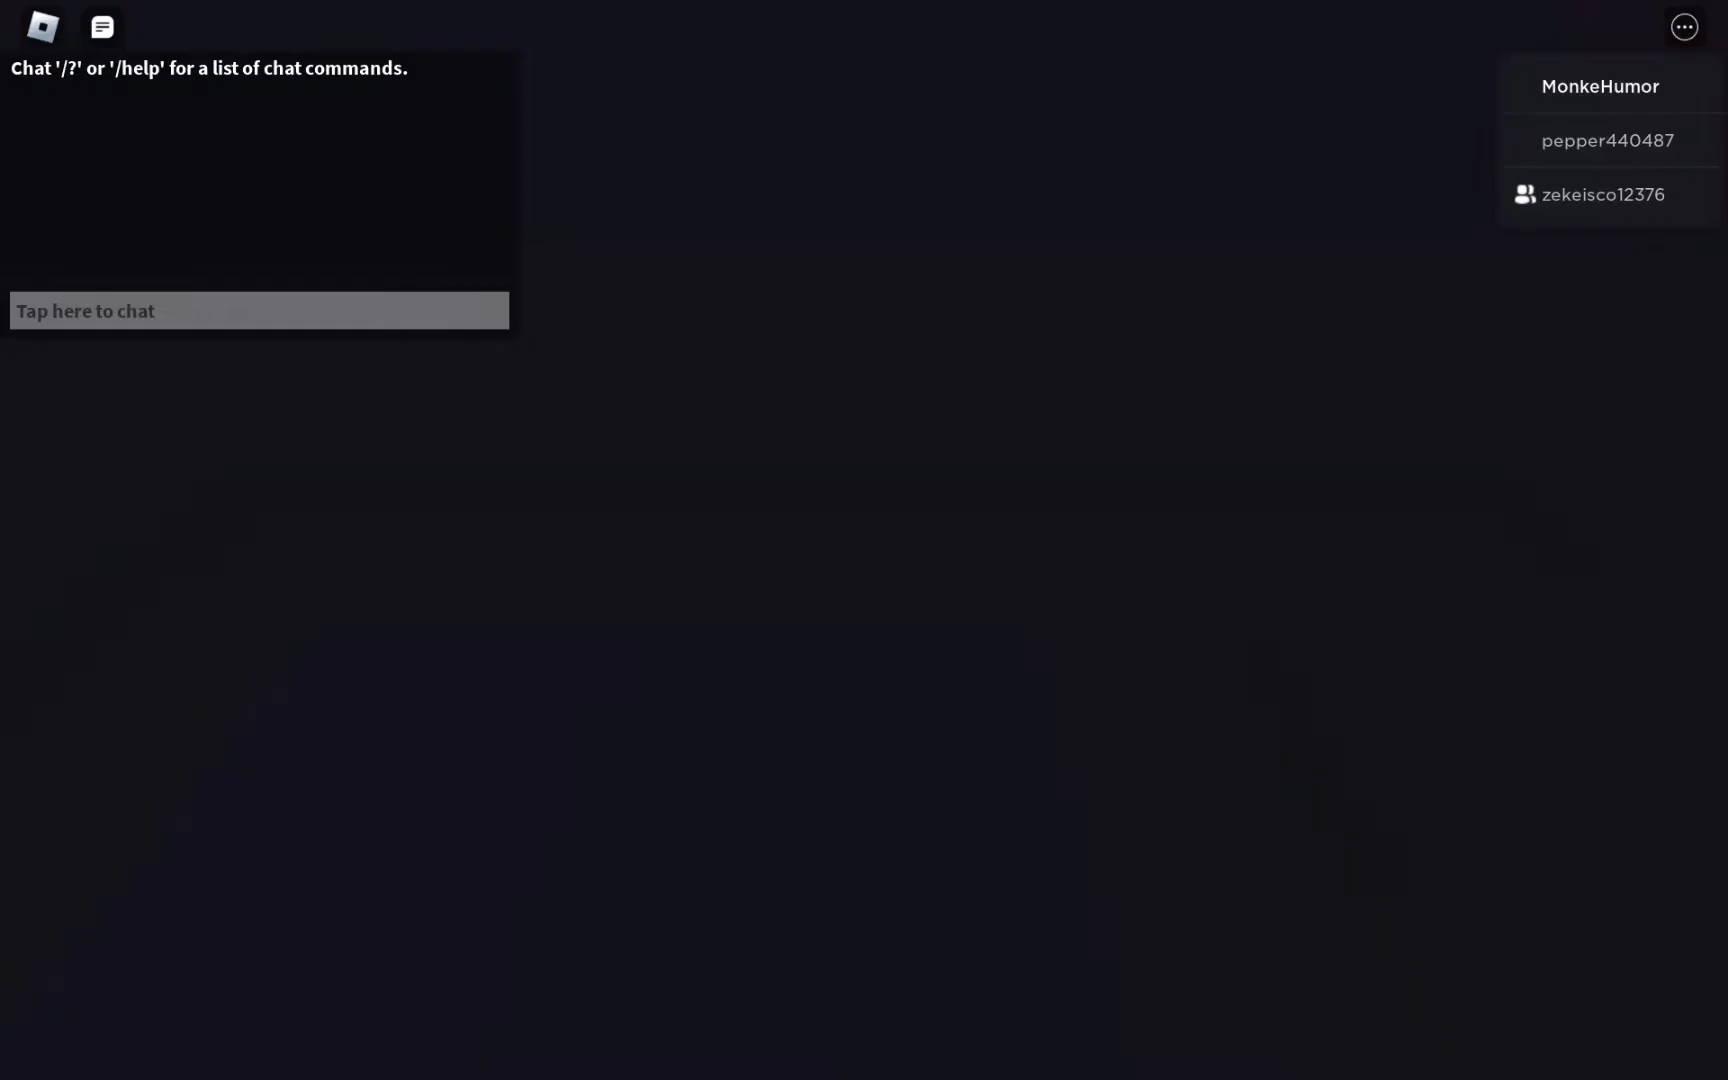 Chat '/?' or '/help' for a list of chat commands.
MonkeHumor
pepper440487
zekeisco12376
Tap here to chat